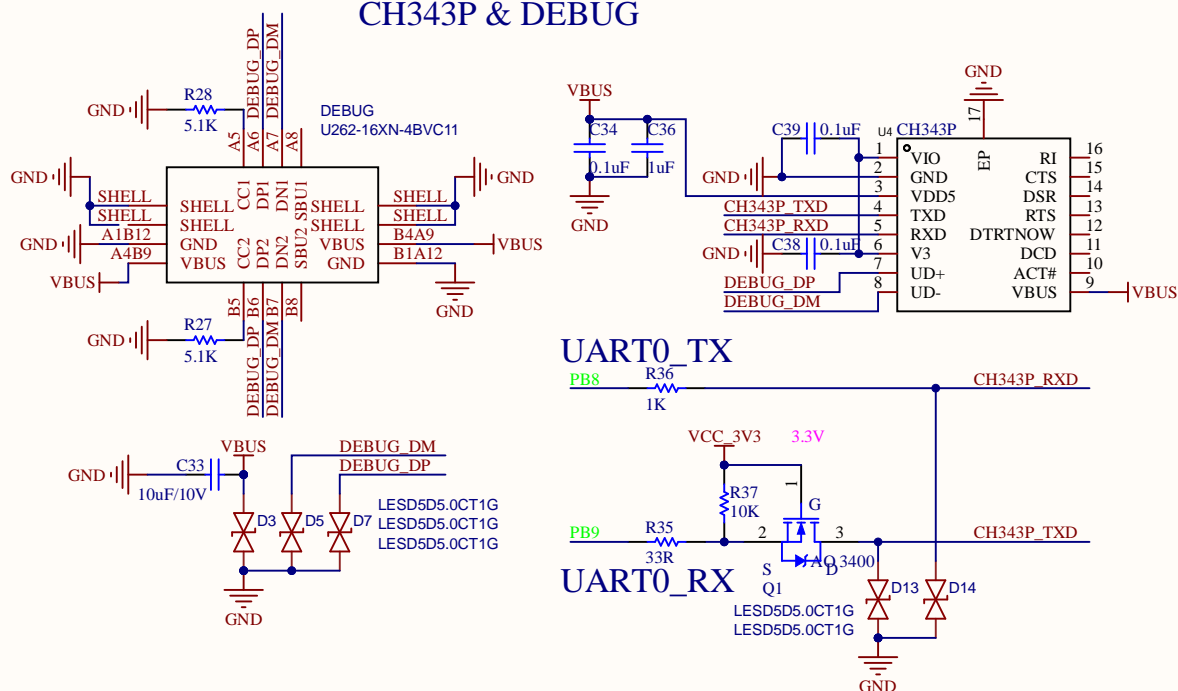 CH343P & DEBUG
DEBUG_DP
DEBUG_DM
GND
R28
5.1K
A5
A6
A7
A8
DEBUG
U262-16XN-4BVC11
GND
SHELL
SHELL
GND
A1B12
A4B9
VBUS
CC1
DP1
DN1
SBU1
SHELL
SHELL
GND
VBUS
CC2
DP2
DN2
SBU2
SHELL
SHELL
VBUS
GND
SHELL
SHELL
GND
B4A9
VBUS
B1A12
GND
B5
B6
B7
B8
GND
R27
5.1K
DEBUG_DP
DEBUG_DM
VBUS
C34
0.1uF
C36
1uF
GND
GND
17
C39
0.1uF
GND
U4
CH343P
EP
1
VIO
RI
16
2
GND
CTS
15
3
VDD5
DSR
14
CH343P_TXD
4
TXD
RTS
13
CH343P_RXD
5
RXD
DTRTNOW
12
GND
C38
0.1uF
6
V3
DCD
11
DEBUG_DP
7
UD+
ACT#
10
DEBUG_DM
8
UD-
VBUS
9
VBUS
UART0_TX
PB8
R36
1K
CH343P_RXD
VCC_3V3
3.3V
R37
10K
1
G
PB9
R35
33R
2
3
CH343P_TXD
S
D
AO3400
Q1
UART0_RX
D13
D14
LESD5D5.0CT1G
LESD5D5.0CT1G
GND
VBUS
DEBUG_DM
DEBUG_DP
GND
C33
10uF/10V
D3
D5
D7
LESD5D5.0CT1G
LESD5D5.0CT1G
LESD5D5.0CT1G
GND